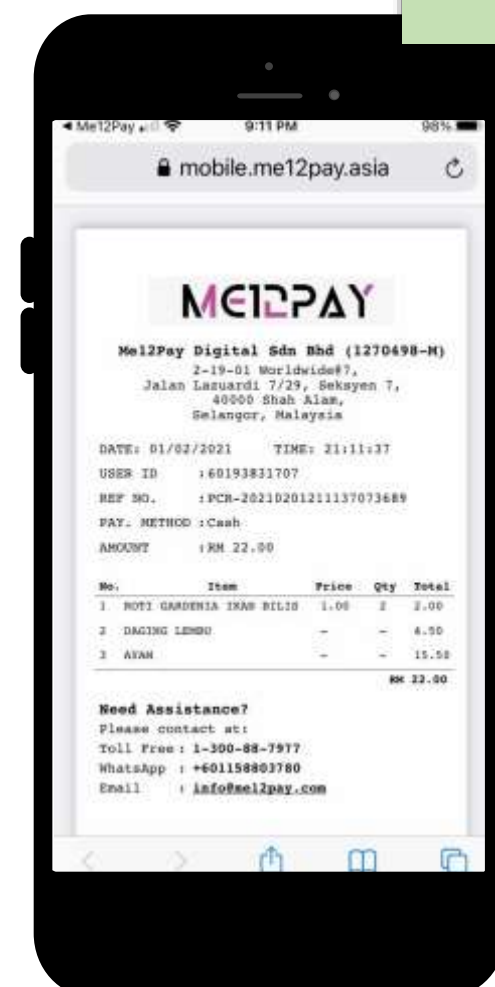 Me12Pay 9:11 PM 98%
mobile.me12pay.asia
ME12PAY
Me12Pay Digital Sdn Bhd (1270498-M)
2-19-01 Worldwide@7,
Jalan Lazuardi 7/29, Seksyen 7,
40000 Shah Alam,
Selangor, Malaysia
DATE: 01/02/2021 TIME: 21:11:37
USER ID :60193831707
REF NO. :PCR-20210201211137073689
PAY. METHOD :Cash
AMOUNT :RM 22.00
No. Item Price Qty Total
1 ROTI GARDENIA IKAN BILIS 1.00 2 2.00
2 DAGING LEMBU - - 4.50
3 AYAM - - 15.50
RM 22.00
Need Assistance?
Please contact at:
Toll Free : 1-300-88-7977
WhatsApp : +601158803780
Email : info@me12pay.com